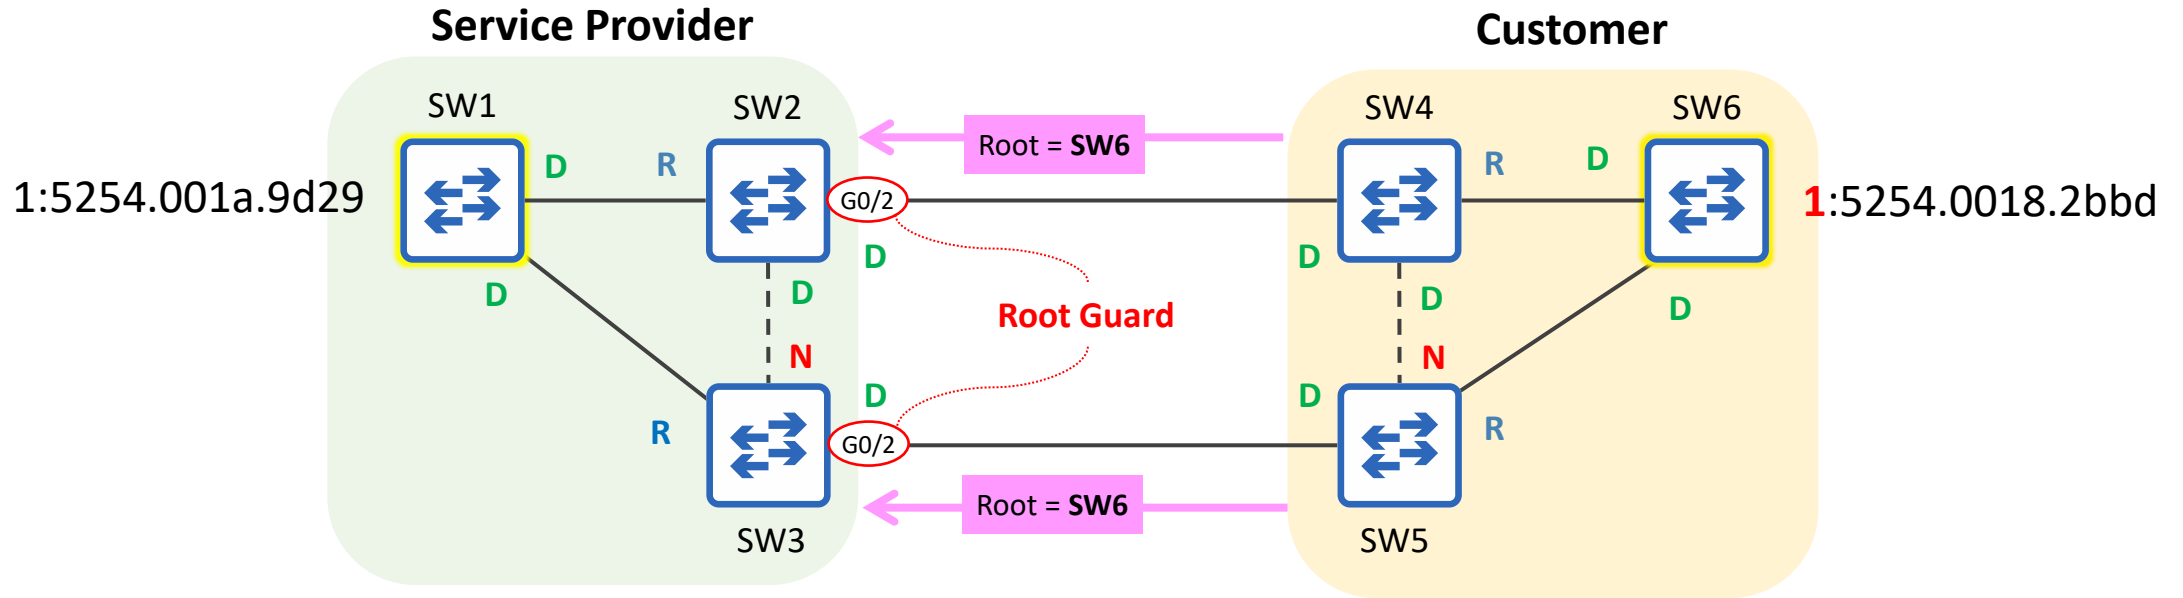 Service Provider
Customer
SW1
SW2
SW4
SW6
Root = SW6
D
R
R
D
1:5254.001a.9d29
G0/2
1:5254.0018.2bbd
D
D
D
D
D
D
Root Guard
N
N
D
D
R
G0/2
R
Root = SW6
SW3
SW5